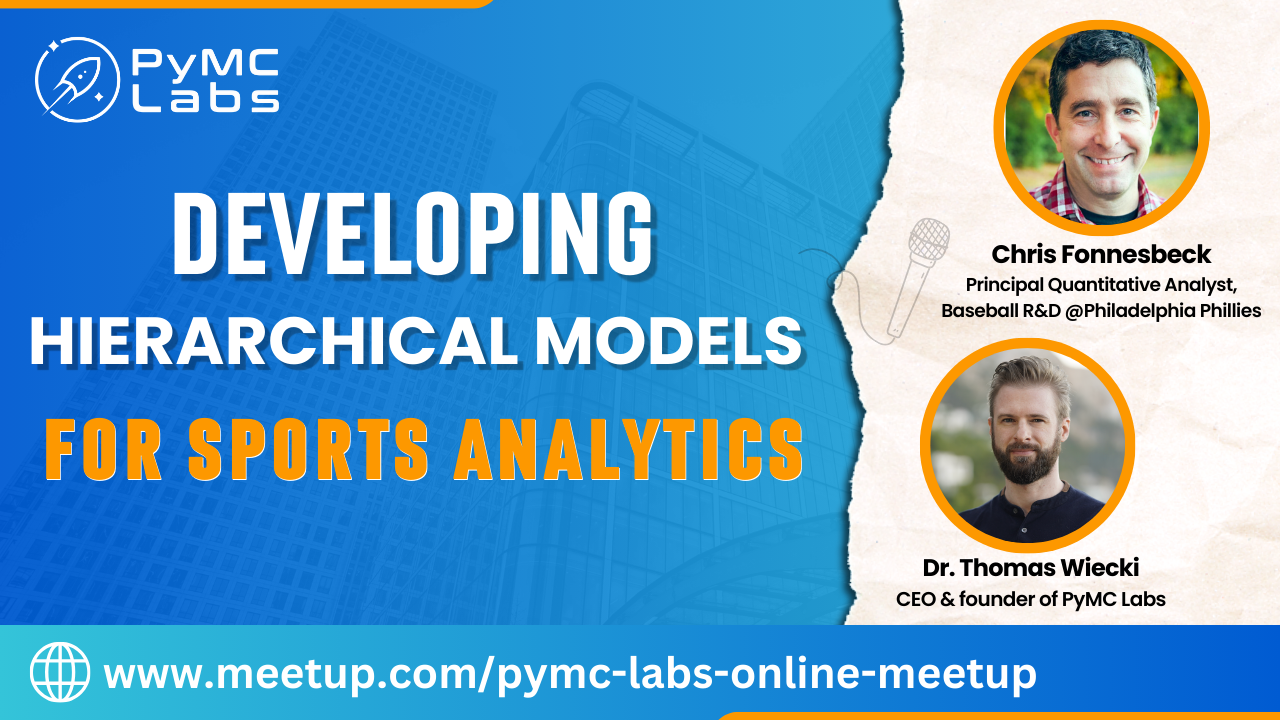 PyMC
Labs
DEVELOPING
HIERARCHICAL MODELS
FOR SPORTS ANALYTICS
Chris Fonnesbeck
Principal Quantitative Analyst,
Baseball R&D @Philadelphia Phillies
Dr. Thomas Wiecki
CEO & founder of PyMC Labs
www.meetup.com/pymc-labs-online-meetup